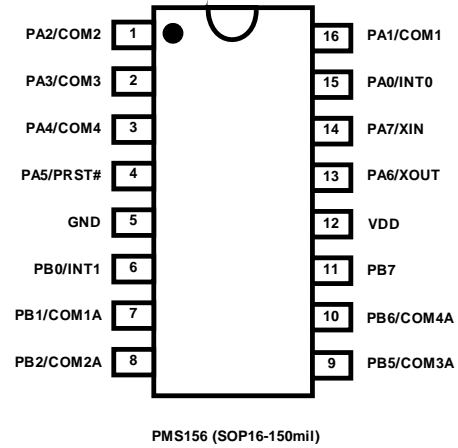 PA2/COM2 1 16 PA1/COM1
PA3/COM3 2 15 PA0/INT0
PA4/COM4 3 14 PA7/XIN
PA5/PRST# 4 13 PA6/XOUT
GND 5 12 VDD
PB0/INT1 6 11 PB7
PB1/COM1A 7 10 PB6/COM4A
PB2/COM2A 8 9 PB5/COM3A
PMS156 (SOP16-150mil)